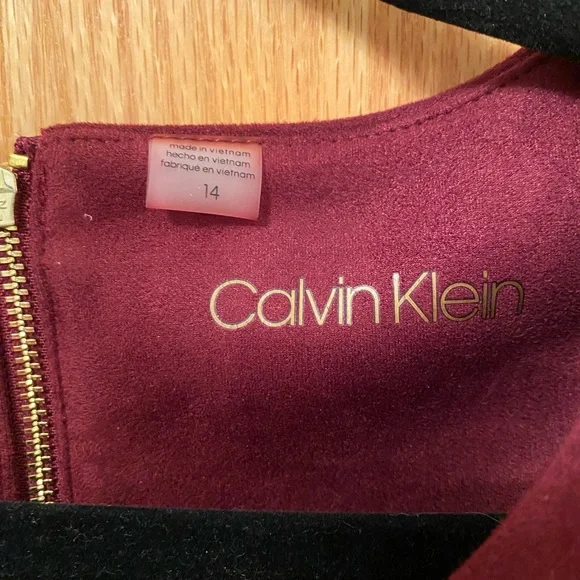 made in vietnam
hecho en vietnam
fabriqué en vietnam
14
Calvin Klein